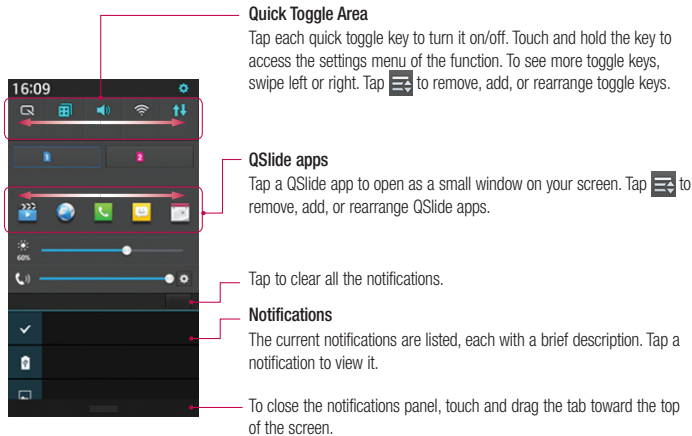 Quick Toggle Area
Tap each quick toggle key to turn it on/off. Touch and hold the key to
access the settings menu of the function. To see more toggle keys,
swipe left or right. Tap to remove, add, or rearrange toggle keys.
16:09
1
2
QSlide apps
Tap a QSlide app to open as a small window on your screen. Tap to
remove, add, or rearrange QSlide apps.
60%
Tap to clear all the notifications.
Notifications
The current notifications are listed, each with a brief description. Tap a
notification to view it.
To close the notifications panel, touch and drag the tab toward the top
of the screen.